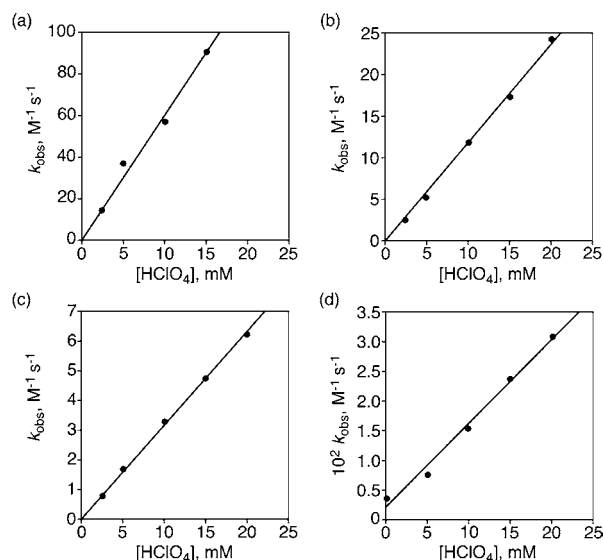 (a)
100
80
60
40
20
0
k_obs, M⁻¹ s⁻¹
0 5 10 15 20 25
[HClO₄], mM
(b)
25
20
15
10
5
0
k_obs, M⁻¹ s⁻¹
0 5 10 15 20 25
[HClO₄], mM
(c)
7
6
5
4
3
2
1
0
k_obs, M⁻¹ s⁻¹
0 5 10 15 20 25
[HClO₄], mM
(d)
3.5
3.0
2.5
2.0
1.5
1.0
0.5
0
10² k_obs, M⁻¹ s⁻¹
0 5 10 15 20 25
[HClO₄], mM